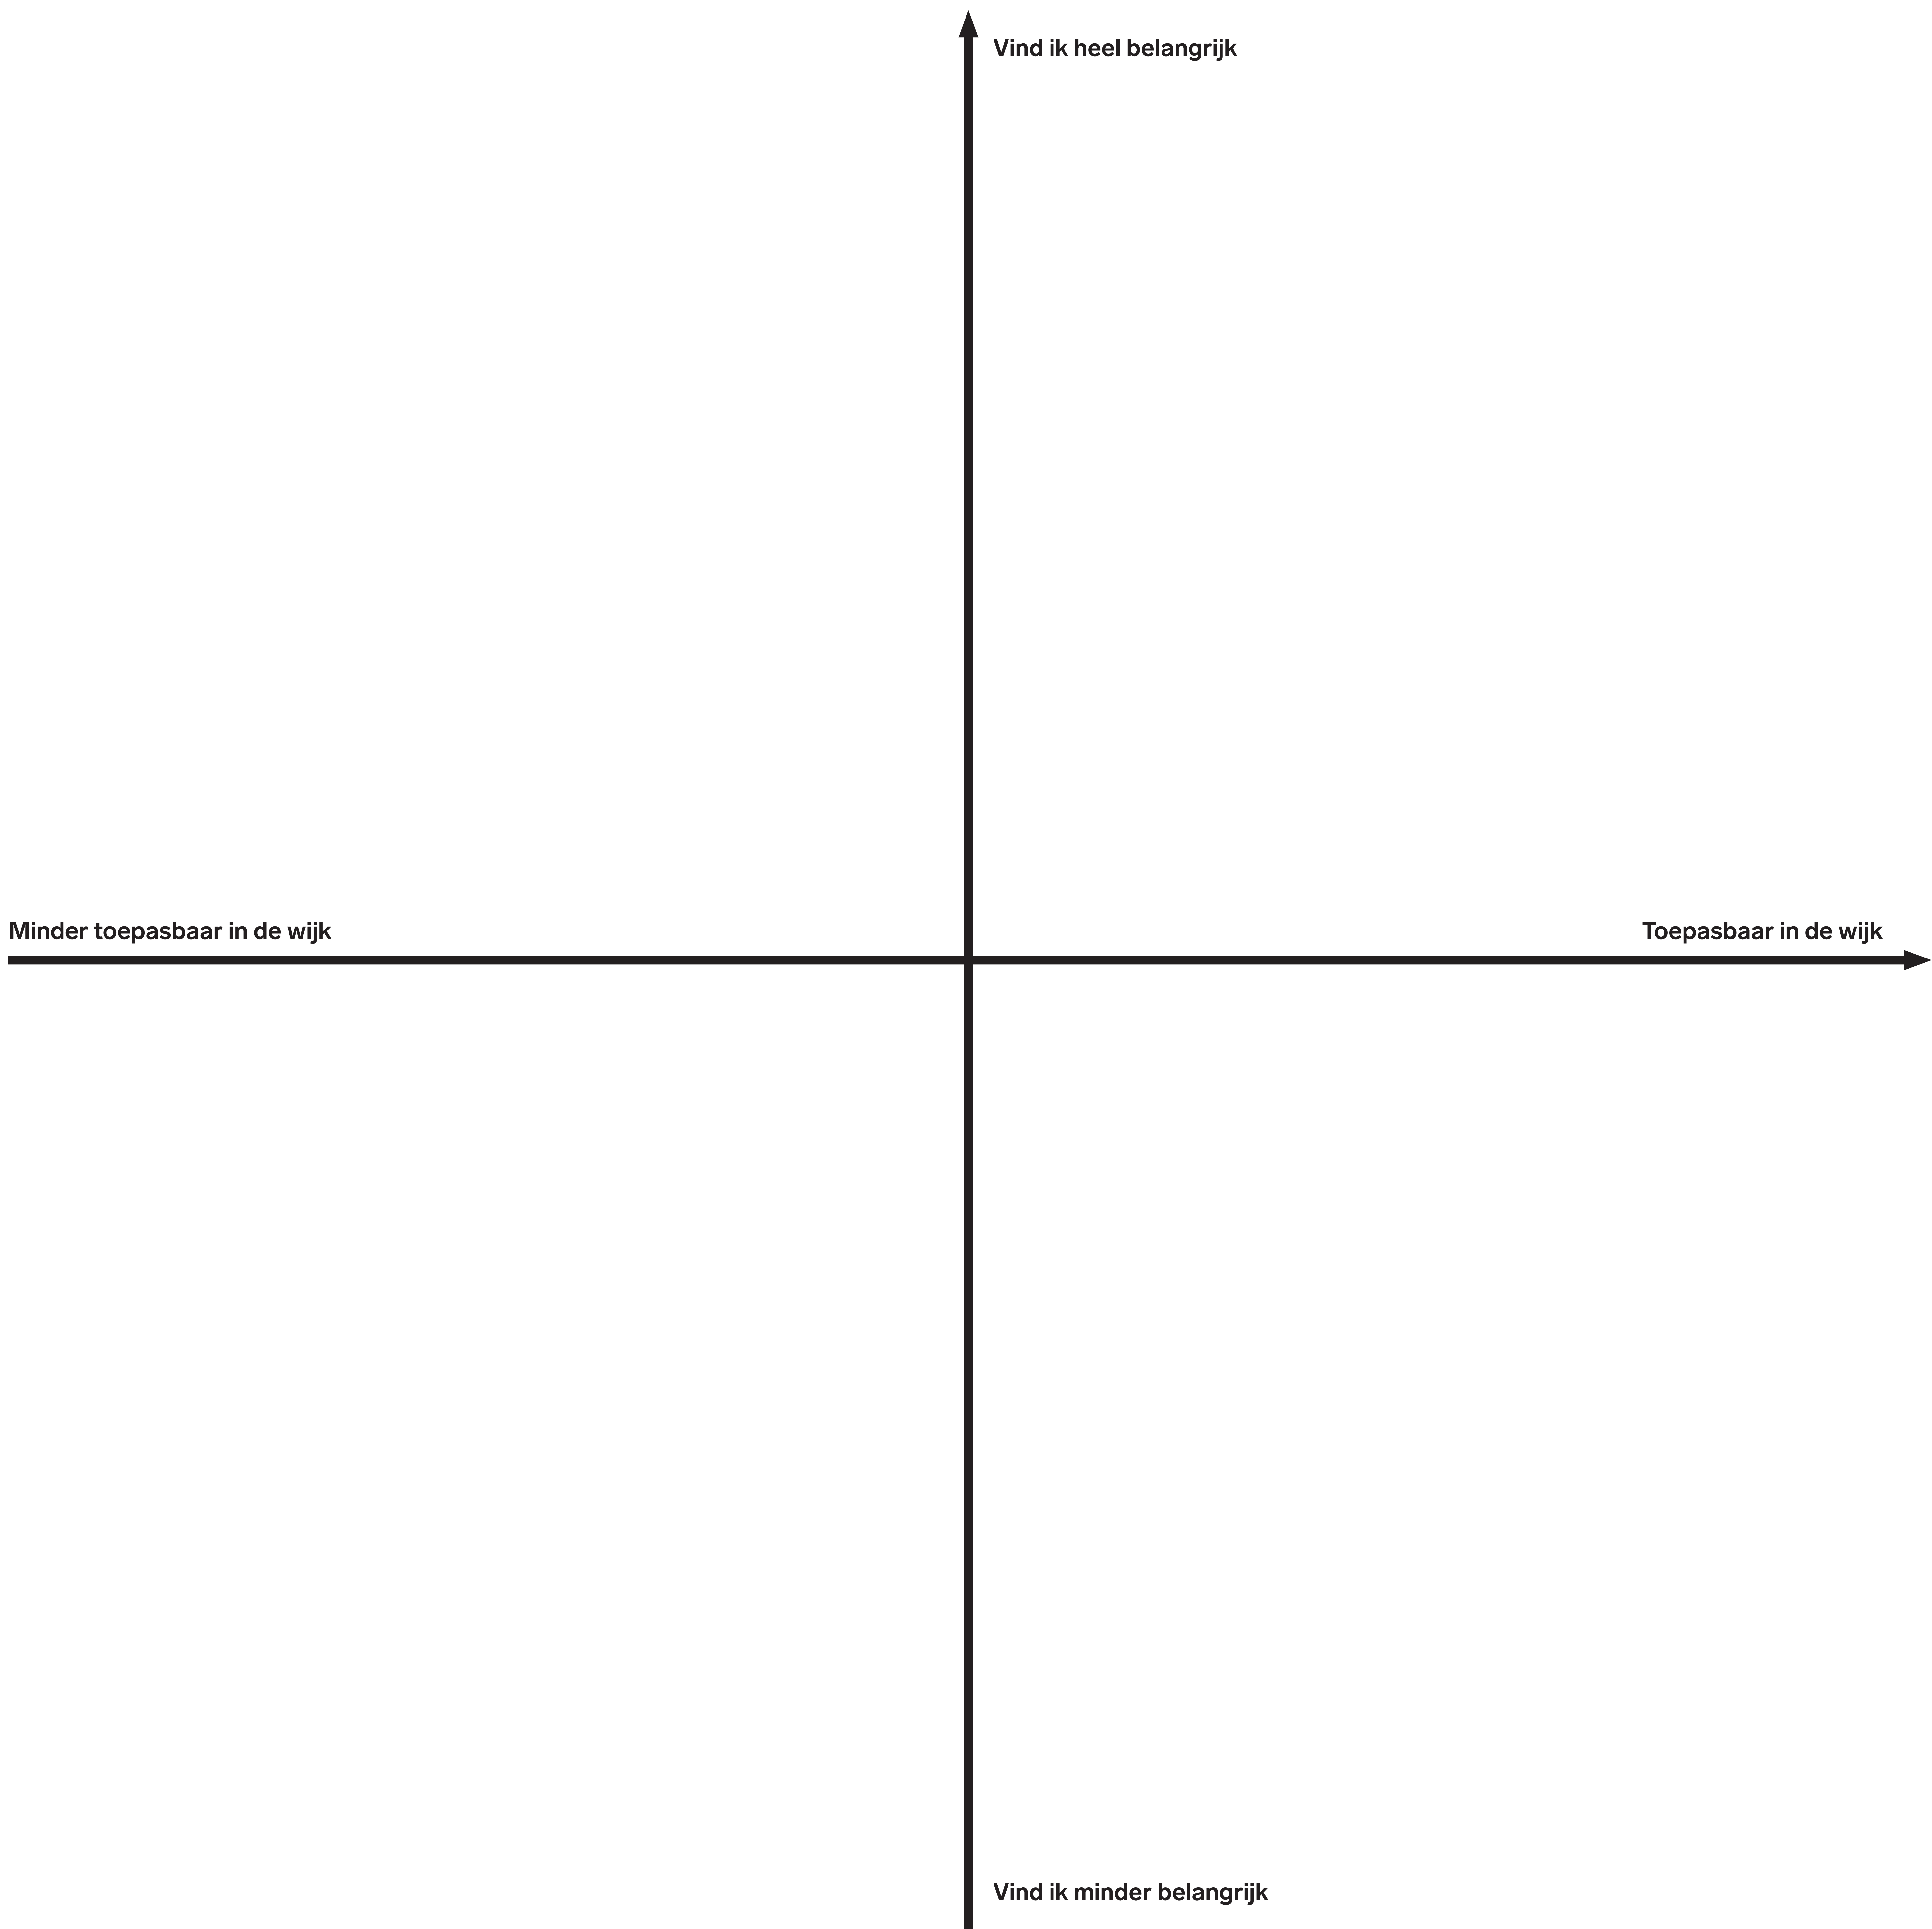 Vind ik heel belangrijk
Minder toepasbaar in de wijk
Toepasbaar in de wijk
Vind ik minder belangrijk